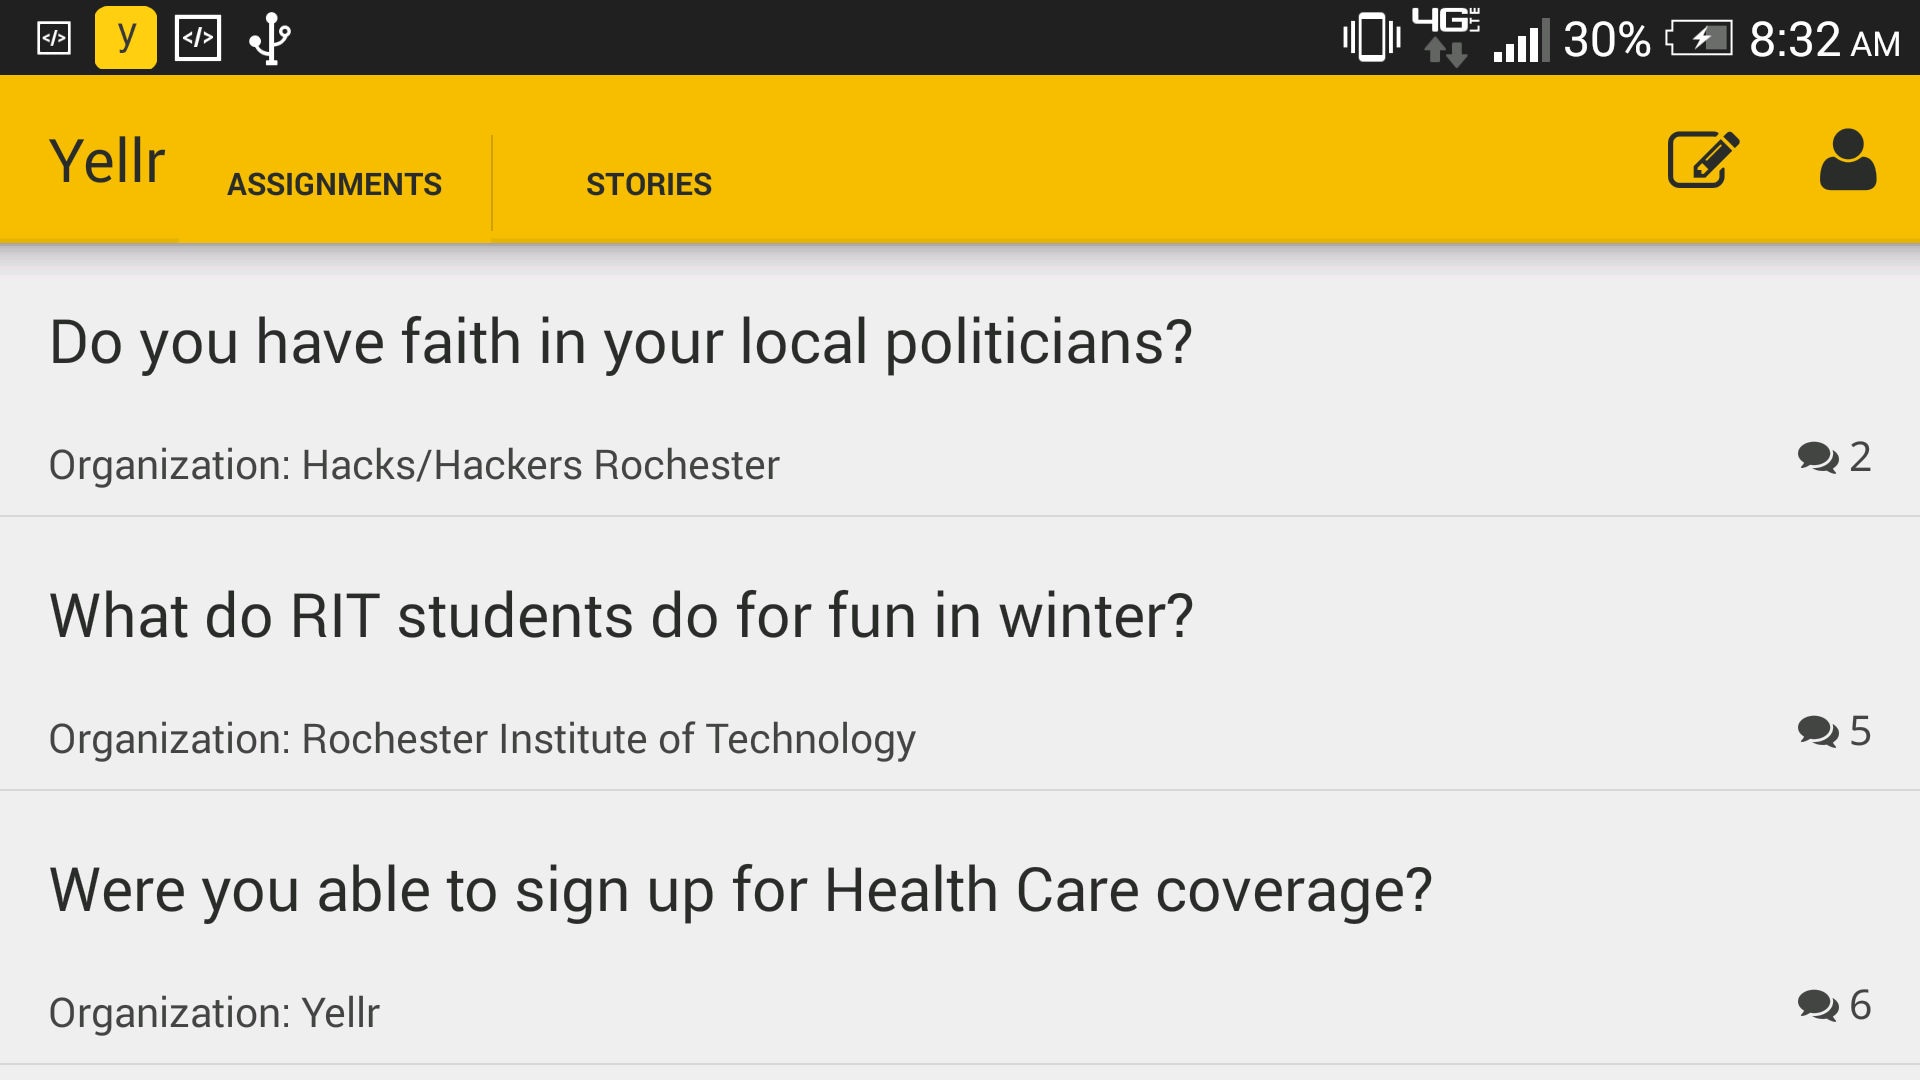 </> y </> 4G LTE 30% 8:32 AM
Yellr ASSIGNMENTS STORIES
Do you have faith in your local politicians?
Organization: Hacks/Hackers Rochester 2
What do RIT students do for fun in winter?
Organization: Rochester Institute of Technology 5
Were you able to sign up for Health Care coverage?
Organization: Yellr 6